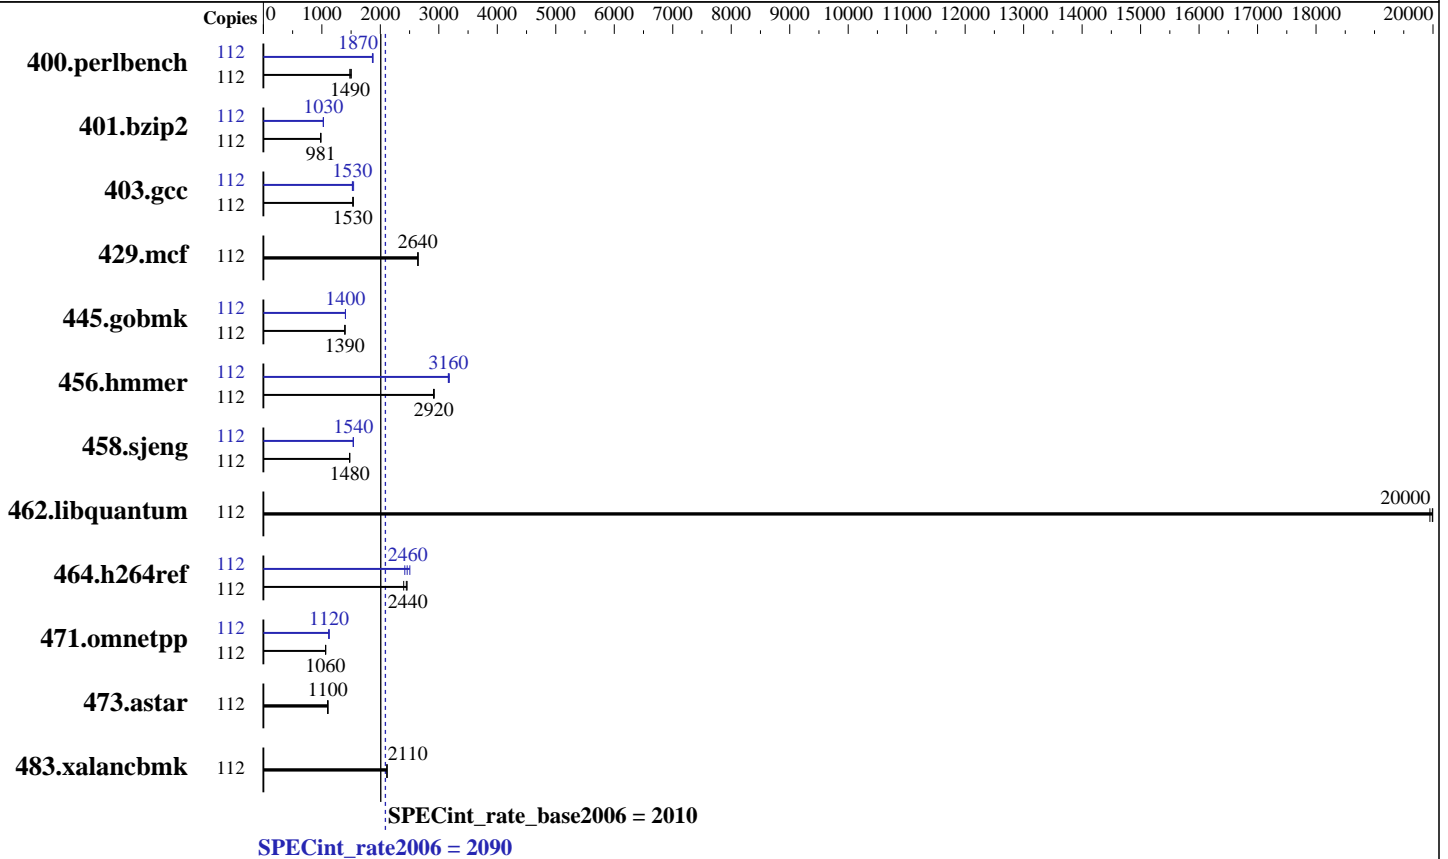 Copies 0 1000 2000 3000 4000 5000 6000 7000 8000 9000 10000 11000 12000 13000 14000 15000 16000 17000 18000 20000
400.perlbench 112 1870
112 1490
401.bzip2 112 1030
112 981
403.gcc 112 1530
112 1530
429.mcf 112 2640
445.gobmk 112 1400
112 1390
456.hmmer 112 3160
112 2920
458.sjeng 112 1540
112 1480
462.libquantum 112 20000
464.h264ref 112 2460
112 2440
471.omnetpp 112 1120
112 1060
473.astar 112 1100
483.xalancbmk 112 2110
SPECint_rate_base2006 = 2010
SPECint_rate2006 = 2090